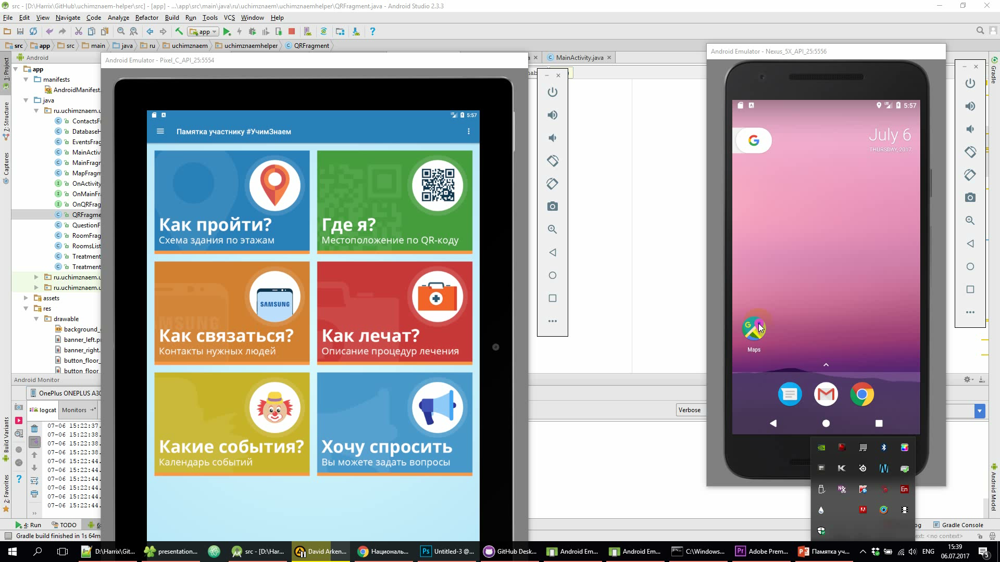 src - [D:\Harrix\GitHub\uchimznaem-helper\src] - [app] - ...\app\src\main\java\ru\uchimznaem\uchimznaemhelper\QRFragment.java - Android Studio 2.3.3
File Edit View Navigate Code Analyze Refactor Build Run Tools VCS Window Help
app
src app src main java ru uchimznaem uchimznaemhelper QRFragment
Android
MainActivity.java
1: Project
7: Structure
Captures
Build Variants
2: Favorites
Gradle
Android Model
app
manifests
AndroidManifest.
java
ru.uchimznaem.u
ContactsFr
DatabaseH
EventsFrag
MainActiv
MainFragm
MapFragm
OnActivity
OnMainFra
OnQRFrag
QRFragme
QuestionF
RoomFrag
RoomsList
Treatment
Treatment
ru.uchimznaem.u
ru.uchimznaem.u
assets
res
drawable
background_
banner_left.p
banner_right.
button_floor_
button_floor
Android Monitor
OnePlus ONEPLUS A30
logcat Monitors
Verbose
07-06 15:22:37.
07-06 15:22:38.
07-06 15:22:38.
07-06 15:22:38.
07-06 15:22:44.
07-06 15:22:44.
07-06 15:22:44.
07-06 15:22:44.
07-06 15:22:44.
07-06 15:22:44.
4: Run TODO 6:
Gradle Console
Gradle build finished in 1s 64m
ext: <no context>
Android Emulator - Pixel_C_API_25:5554
5:57
Памятка участнику #УчимЗнаем
Как пройти?
Схема здания по этажам
Где я?
Местоположение по QR-коду
SAMSUNG
Как связаться?
Контакты нужных людей
Как лечат?
Описание процедур лечения
Какие события?
Календарь событий
Хочу спросить
Вы можете задать вопросы
Android Emulator - Nexus_5X_API_25:5556
5:57
July 6
THURSDAY, 2017
Maps
En
D:\Harrix\Git... presentation... src - [D:\Har... David Arken... Националь... Untitled-3 @... GitHub Desk... Android Em... Android Em... C:\Windows... Adobe Prem... Памятка уч...
ENG
15:39
06.07.2017
5